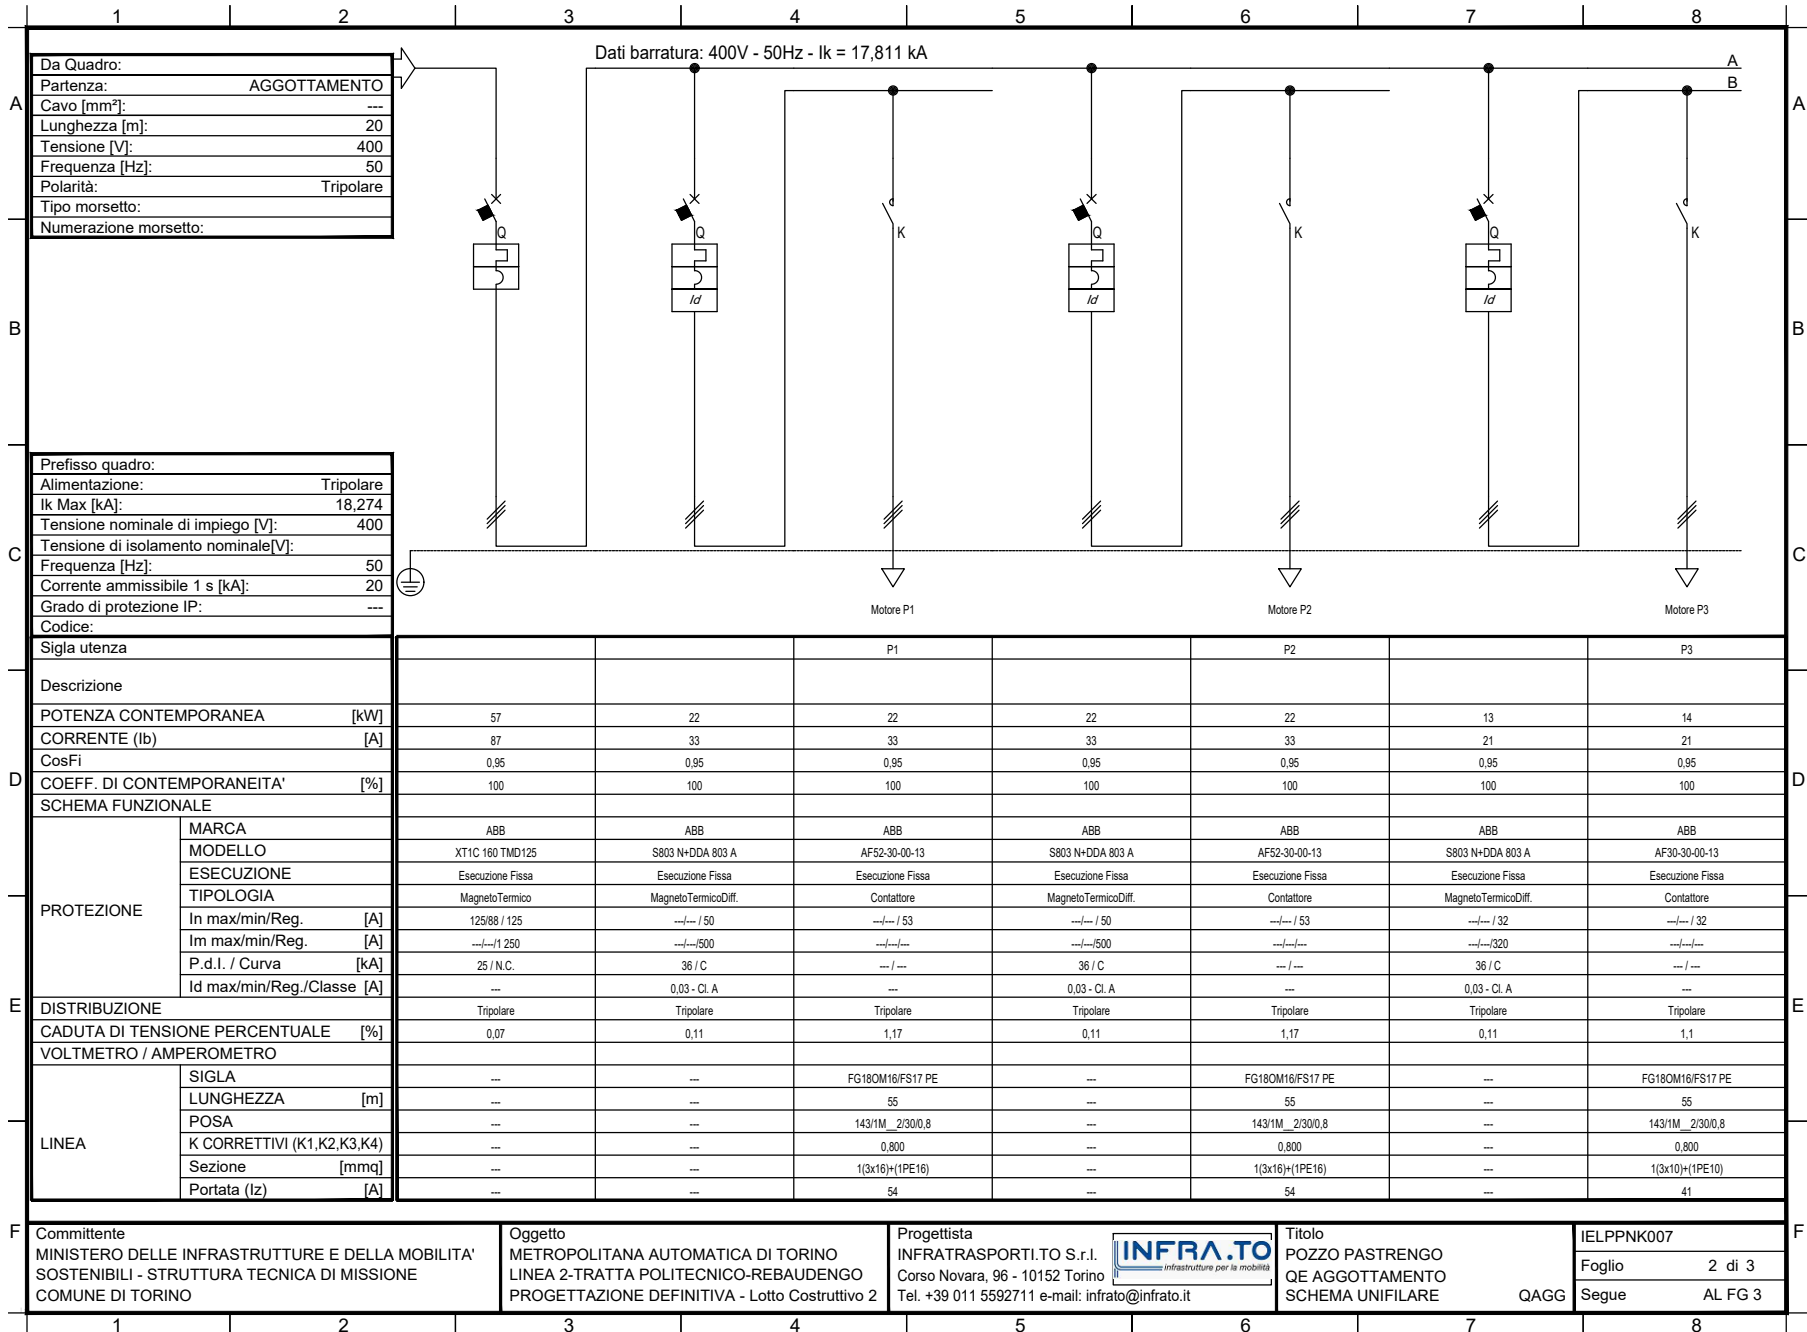 1 2 3 4 5 6 7 8
Dati barratura: 400V - 50Hz - Ik = 17,811 kA
A
B
A A
B B
C C
D D
E E
F F
Da Quadro:
Partenza: AGGOTTAMENTO
Cavo [mm²]: ---
Lunghezza [m]: 20
Tensione [V]: 400
Frequenza [Hz]: 50
Polarità: Tripolare
Tipo morsetto:
Numerazione morsetto:
Q Q K Q K Q K
Id Id Id
Prefisso quadro:
Alimentazione: Tripolare
Ik Max [kA]: 18,274
Tensione nominale di impiego [V]: 400
Tensione di isolamento nominale[V]:
Frequenza [Hz]: 50
Corrente ammissibile 1 s [kA]: 20
Grado di protezione IP: ---
Codice:
Motore P1 Motore P2 Motore P3
Sigla utenza P1 P2 P3
Descrizione
POTENZA CONTEMPORANEA [kW] 57 22 22 22 22 13 14
CORRENTE (Ib) [A] 87 33 33 33 33 21 21
CosFi 0,95 0,95 0,95 0,95 0,95 0,95 0,95
COEFF. DI CONTEMPORANEITA' [%] 100 100 100 100 100 100 100
SCHEMA FUNZIONALE
PROTEZIONE
MARCA ABB ABB ABB ABB ABB ABB ABB
MODELLO XT1C 160 TMD125 S803 N+DDA 803 A AF52-30-00-13 S803 N+DDA 803 A AF52-30-00-13 S803 N+DDA 803 A AF30-30-00-13
ESECUZIONE Esecuzione Fissa Esecuzione Fissa Esecuzione Fissa Esecuzione Fissa Esecuzione Fissa Esecuzione Fissa Esecuzione Fissa
TIPOLOGIA MagnetoTermico MagnetoTermicoDiff. Contattore MagnetoTermicoDiff. Contattore MagnetoTermicoDiff. Contattore
In max/min/Reg. [A] 125/88 / 125 ---/--- / 50 ---/--- / 53 ---/--- / 50 ---/--- / 53 ---/--- / 32 ---/--- / 32
Im max/min/Reg. [A] ---/---/1 250 ---/---/500 ---/---/--- ---/---/500 ---/---/--- ---/---/320 ---/---/---
P.d.I. / Curva [kA] 25 / N.C. 36 / C --- / --- 36 / C --- / --- 36 / C --- / ---
Id max/min/Reg./Classe [A] --- 0,03 - Cl. A --- 0,03 - Cl. A --- 0,03 - Cl. A ---
DISTRIBUZIONE Tripolare Tripolare Tripolare Tripolare Tripolare Tripolare Tripolare
CADUTA DI TENSIONE PERCENTUALE [%] 0,07 0,11 1,17 0,11 1,17 0,11 1,1
VOLTMETRO / AMPEROMETRO
LINEA
SIGLA --- --- FG18OM16/FS17 PE --- FG18OM16/FS17 PE --- FG18OM16/FS17 PE
LUNGHEZZA [m] --- --- 55 --- 55 --- 55
POSA --- --- 143/1M__2/30/0,8 --- 143/1M__2/30/0,8 --- 143/1M__2/30/0,8
K CORRETTIVI (K1,K2,K3,K4) --- --- 0,800 --- 0,800 --- 0,800
Sezione [mmq] --- --- 1(3x16)+(1PE16) --- 1(3x16)+(1PE16) --- 1(3x10)+(1PE10)
Portata (Iz) [A] --- --- 54 --- 54 --- 41
Committente
MINISTERO DELLE INFRASTRUTTURE E DELLA MOBILITA'
SOSTENIBILI - STRUTTURA TECNICA DI MISSIONE
COMUNE DI TORINO
Oggetto
METROPOLITANA AUTOMATICA DI TORINO
LINEA 2-TRATTA POLITECNICO-REBAUDENGO
PROGETTAZIONE DEFINITIVA - Lotto Costruttivo 2
Progettista
INFRATRASPORTI.TO S.r.l.
Corso Novara, 96 - 10152 Torino
Tel. +39 011 5592711 e-mail: infrato@infrato.it
INFRA.TO
infrastrutture per la mobilità
Titolo
POZZO PASTRENGO
QE AGGOTTAMENTO
SCHEMA UNIFILARE QAGG
IELPPNK007
Foglio 2 di 3
Segue AL FG 3
1 2 3 4 5 6 7 8